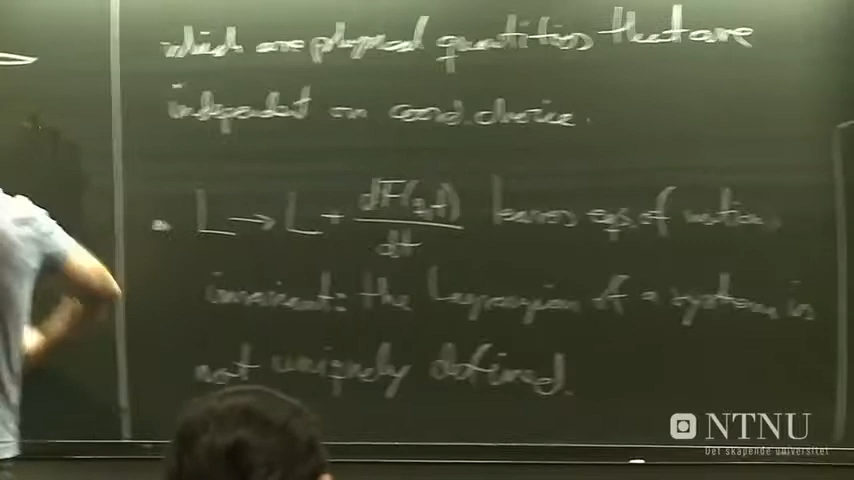 which are physical quantities that are
independent on coord. choice.
L → L + dF(q,t)/dt leaves eqs. of motion
invariant: the Lagrangian of a system is
not uniquely defined.
NTNU
Det skapende universitet